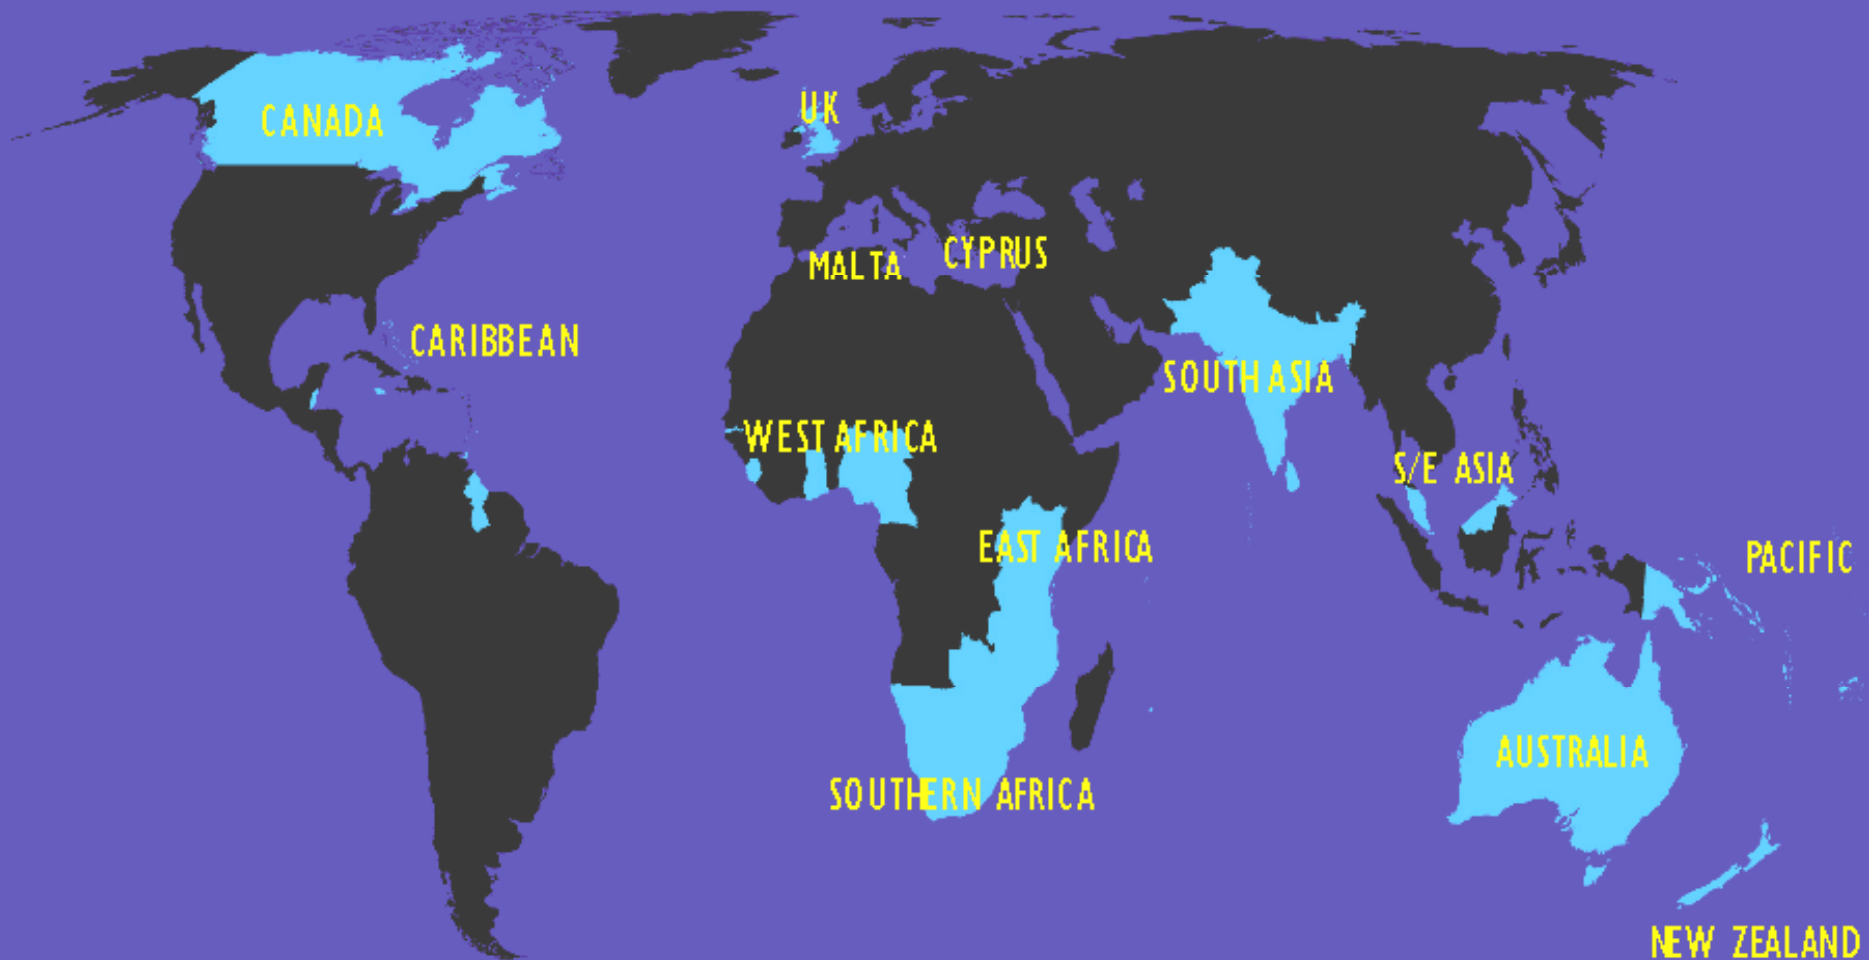 CANADA
UK
MALTA
CYPRUS
CARIBBEAN
SOUTH ASIA
WEST AFRICA
S/E ASIA
EAST AFRICA
PACIFIC
AUSTRALIA
SOUTHERN AFRICA
NEW ZEALAND